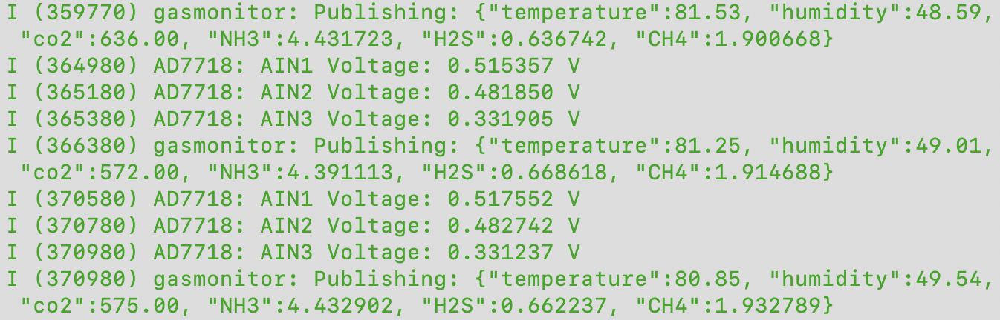 I (359770) gasmonitor: Publishing: {"temperature":81.53, "humidity":48.59,
"co2":636.00, "NH3":4.431723, "H2S":0.636742, "CH4":1.900668}
I (364980) AD7718: AIN1 Voltage: 0.515357 V
I (365180) AD7718: AIN2 Voltage: 0.481850 V
I (365380) AD7718: AIN3 Voltage: 0.331905 V
I (366380) gasmonitor: Publishing: {"temperature":81.25, "humidity":49.01,
"co2":572.00, "NH3":4.391113, "H2S":0.668618, "CH4":1.914688}
I (370580) AD7718: AIN1 Voltage: 0.517552 V
I (370780) AD7718: AIN2 Voltage: 0.482742 V
I (370980) AD7718: AIN3 Voltage: 0.331237 V
I (370980) gasmonitor: Publishing: {"temperature":80.85, "humidity":49.54,
"co2":575.00, "NH3":4.432902, "H2S":0.662237, "CH4":1.932789}